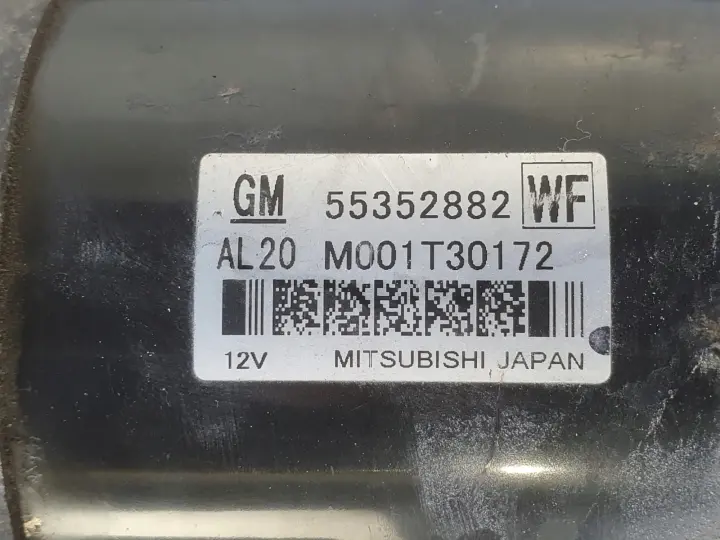 GM 55352882 WF
AL20 M001T30172
12V MITSUBISHI JAPAN